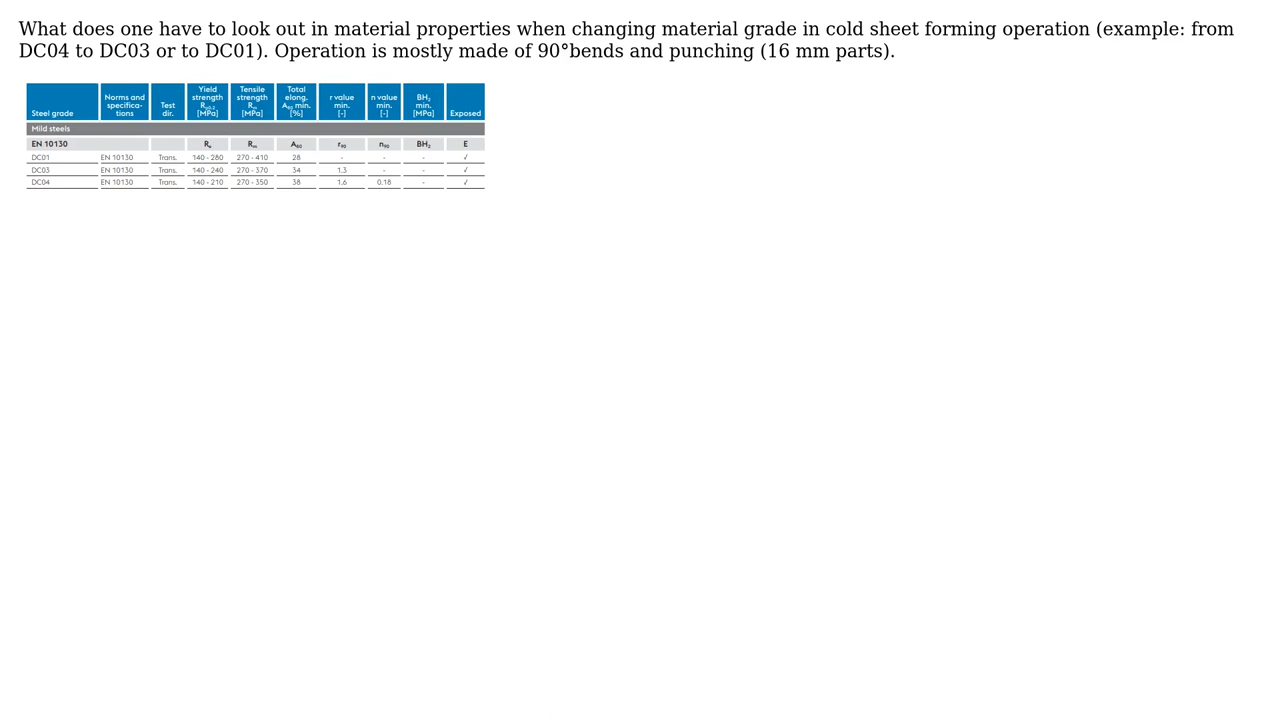 What does one have to look out in material properties when changing material grade in cold sheet forming operation (example: from
DC04 to DC03 or to DC01). Operation is mostly made of 90°bends and punching (16 mm parts).
Steel grade Norms and specifica-tions Test dir. Yield strength Rp0.2 [MPa] Tensile strength Rm [MPa] Total elong. A80 min. [%] r value min. [-] n value min. [-] BH2 min. [MPa] Exposed
Mild steels
EN 10130 Re Rm A80 r90 n90 BH2 E
DC01 EN 10130 Trans. 140 - 280 270 - 410 28 - - - √
DC03 EN 10130 Trans. 140 - 240 270 - 370 34 1.3 - - √
DC04 EN 10130 Trans. 140 - 210 270 - 350 38 1.6 0.18 - √